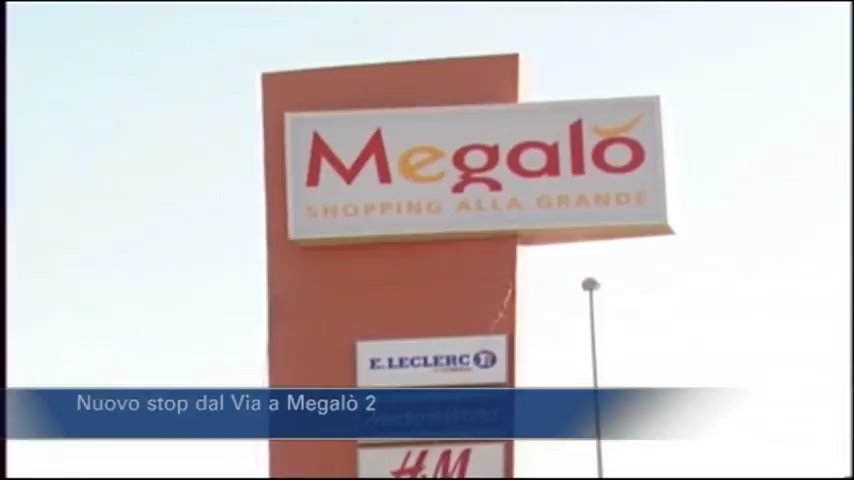 Megalò
SHOPPING ALLA GRANDE
E.LECLERC
Nuovo stop dal Via a Megalò 2
H&M